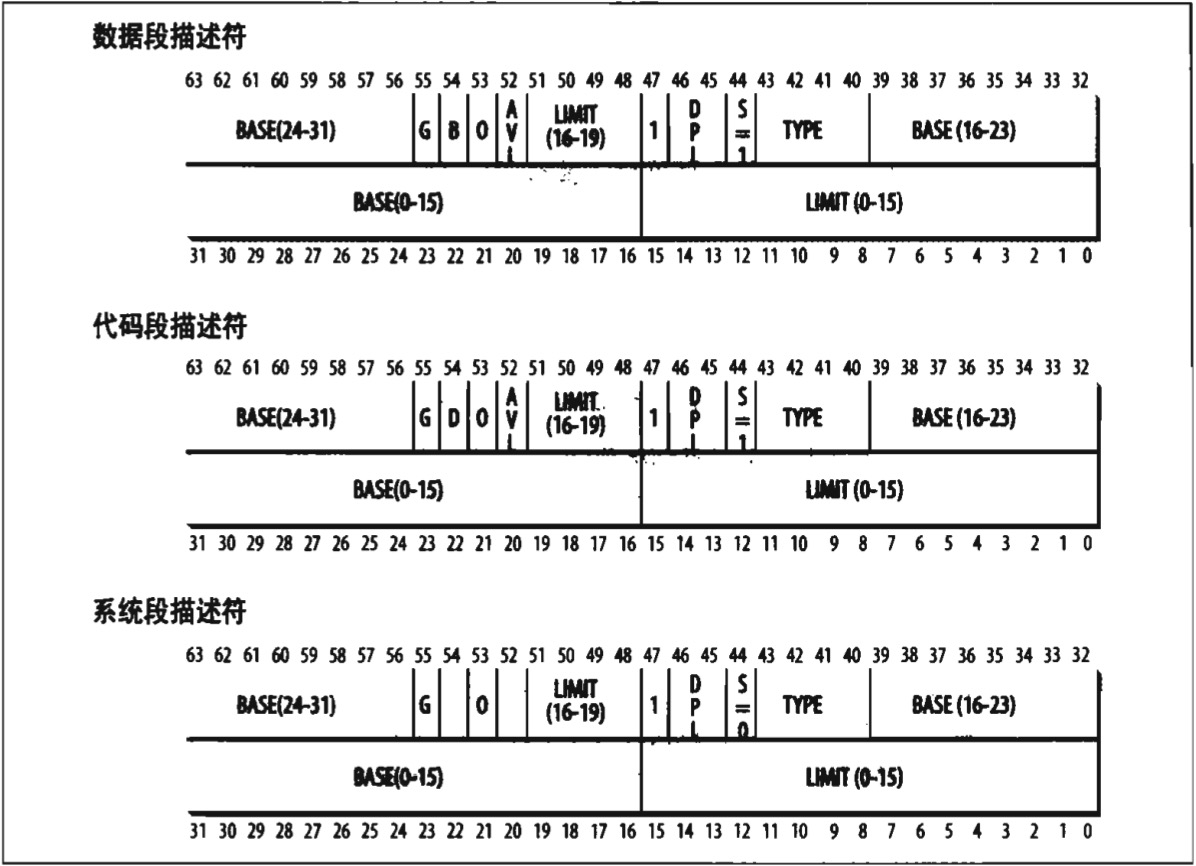 数据段描述符
63 62 61 60 59 58 57 56 55 54 53 52 51 50 49 48 47 46 45 44 43 42 41 40 39 38 37 36 35 34 33 32
BASE(24-31) G B 0 AVL LIMIT (16-19) 1 DPL S=1 TYPE BASE (16-23)
BASE(0-15) LIMIT (0-15)
31 30 29 28 27 26 25 24 23 22 21 20 19 18 17 16 15 14 13 12 11 10 9 8 7 6 5 4 3 2 1 0
代码段描述符
63 62 61 60 59 58 57 56 55 54 53 52 51 50 49 48 47 46 45 44 43 42 41 40 39 38 37 36 35 34 33 32
BASE(24-31) G D 0 AVL LIMIT (16-19) 1 DPL S=1 TYPE BASE (16-23)
BASE(0-15) LIMIT (0-15)
31 30 29 28 27 26 25 24 23 22 21 20 19 18 17 16 15 14 13 12 11 10 9 8 7 6 5 4 3 2 1 0
系统段描述符
63 62 61 60 59 58 57 56 55 54 53 52 51 50 49 48 47 46 45 44 43 42 41 40 39 38 37 36 35 34 33 32
BASE(24-31) G 0 LIMIT (16-19) 1 DPL S=0 TYPE BASE (16-23)
BASE(0-15) LIMIT (0-15)
31 30 29 28 27 26 25 24 23 22 21 20 19 18 17 16 15 14 13 12 11 10 9 8 7 6 5 4 3 2 1 0